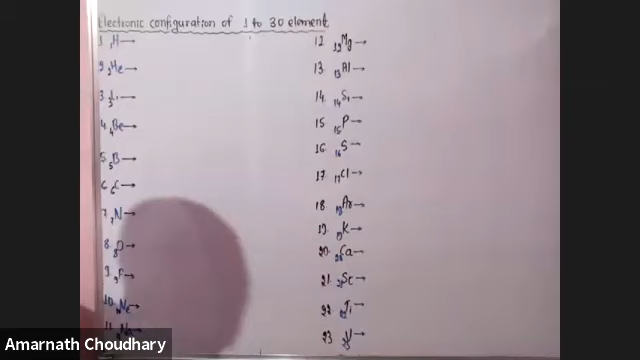 Electronic configuration of 1 to 30 element
1 ₁H →
2 ₂He →
3 ₃Li →
4 ₄Be →
5 ₅B →
6 ₆C →
7 ₇N →
8 ₈O →
9 ₉F →
10 ₁₀Ne →
11 ₁₁Na →
12 ₁₂Mg →
13 ₁₃Al →
14 ₁₄Si →
15 ₁₅P →
16 ₁₆S →
17 ₁₇Cl →
18 ₁₈Ar →
19 ₁₉K →
20 ₂₀Ca →
21 ₂₁Sc →
22 ₂₂Ti →
23 ₂₃V →
Amarnath Choudhary